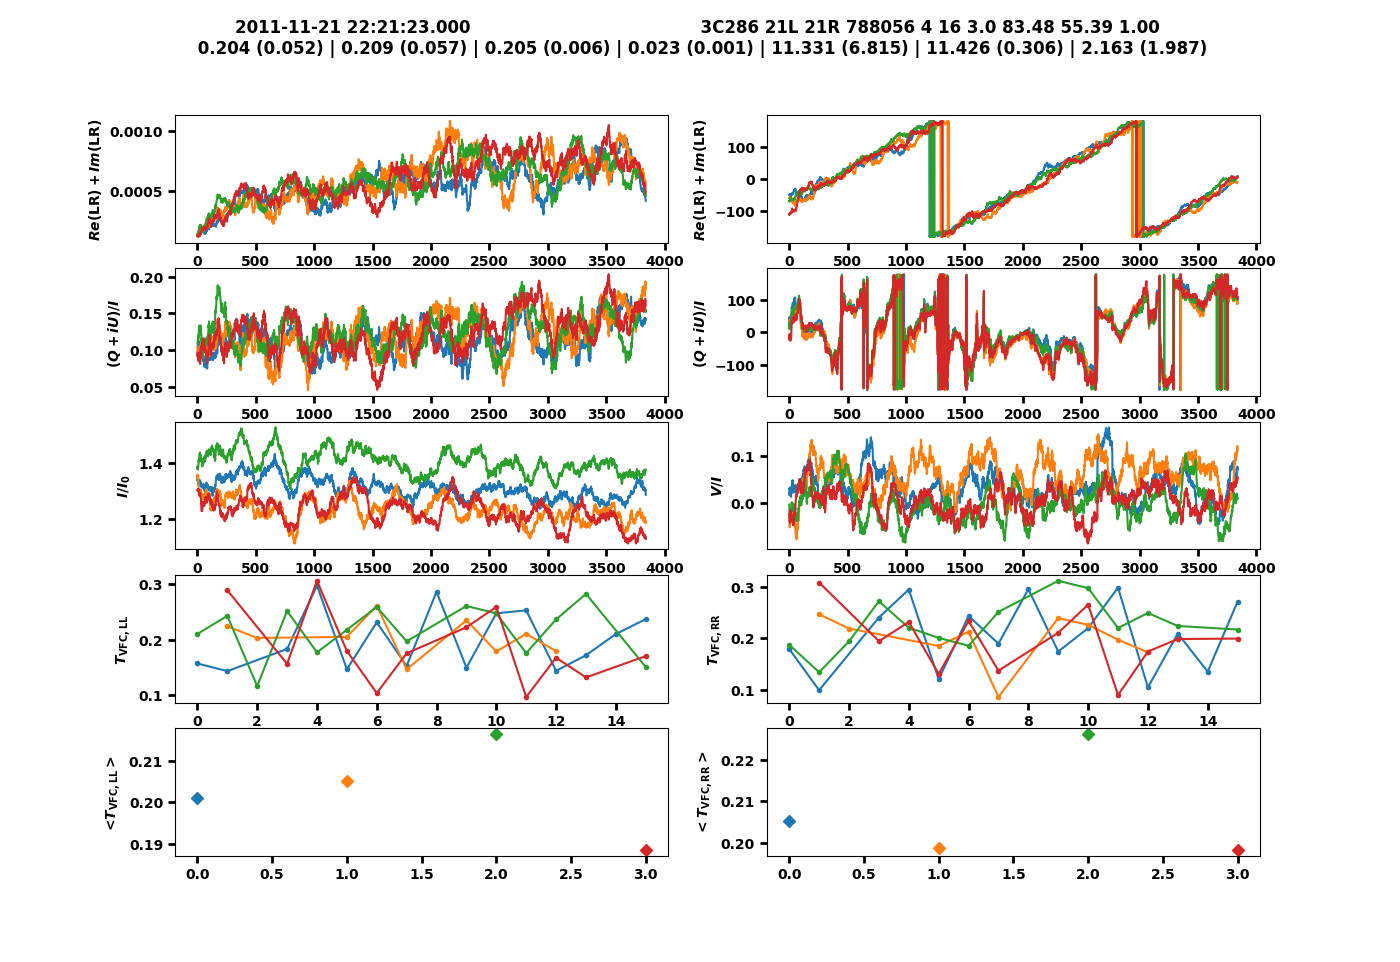 2011-11-21 22:21:23.000 3C286 21L 21R 788056 4 16 3.0 83.48 55.39 1.00
0.204 (0.052) | 0.209 (0.057) | 0.205 (0.006) | 0.023 (0.001) | 11.331 (6.815) | 11.426 (0.306) | 2.163 (1.987)
Re(LR) + Im(LR)
0.0010
0.0005
0 500 1000 1500 2000 2500 3000 3500 4000
Re(LR) + Im(LR)
100
0
−100
0 500 1000 1500 2000 2500 3000 3500 4000
(Q + iU)/I
0.20
0.15
0.10
0.05
0 500 1000 1500 2000 2500 3000 3500 4000
(Q + iU)/I
100
0
−100
0 500 1000 1500 2000 2500 3000 3500 4000
I/I0
1.4
1.2
0 500 1000 1500 2000 2500 3000 3500 4000
V/I
0.1
0.0
0 500 1000 1500 2000 2500 3000 3500 4000
TVFC, LL
0.3
0.2
0.1
0 2 4 6 8 10 12 14
TVFC, RR
0.3
0.2
0.1
0 2 4 6 8 10 12 14
<TVFC, LL >
0.21
0.20
0.19
0.0 0.5 1.0 1.5 2.0 2.5 3.0
< TVFC, RR >
0.22
0.21
0.20
0.0 0.5 1.0 1.5 2.0 2.5 3.0